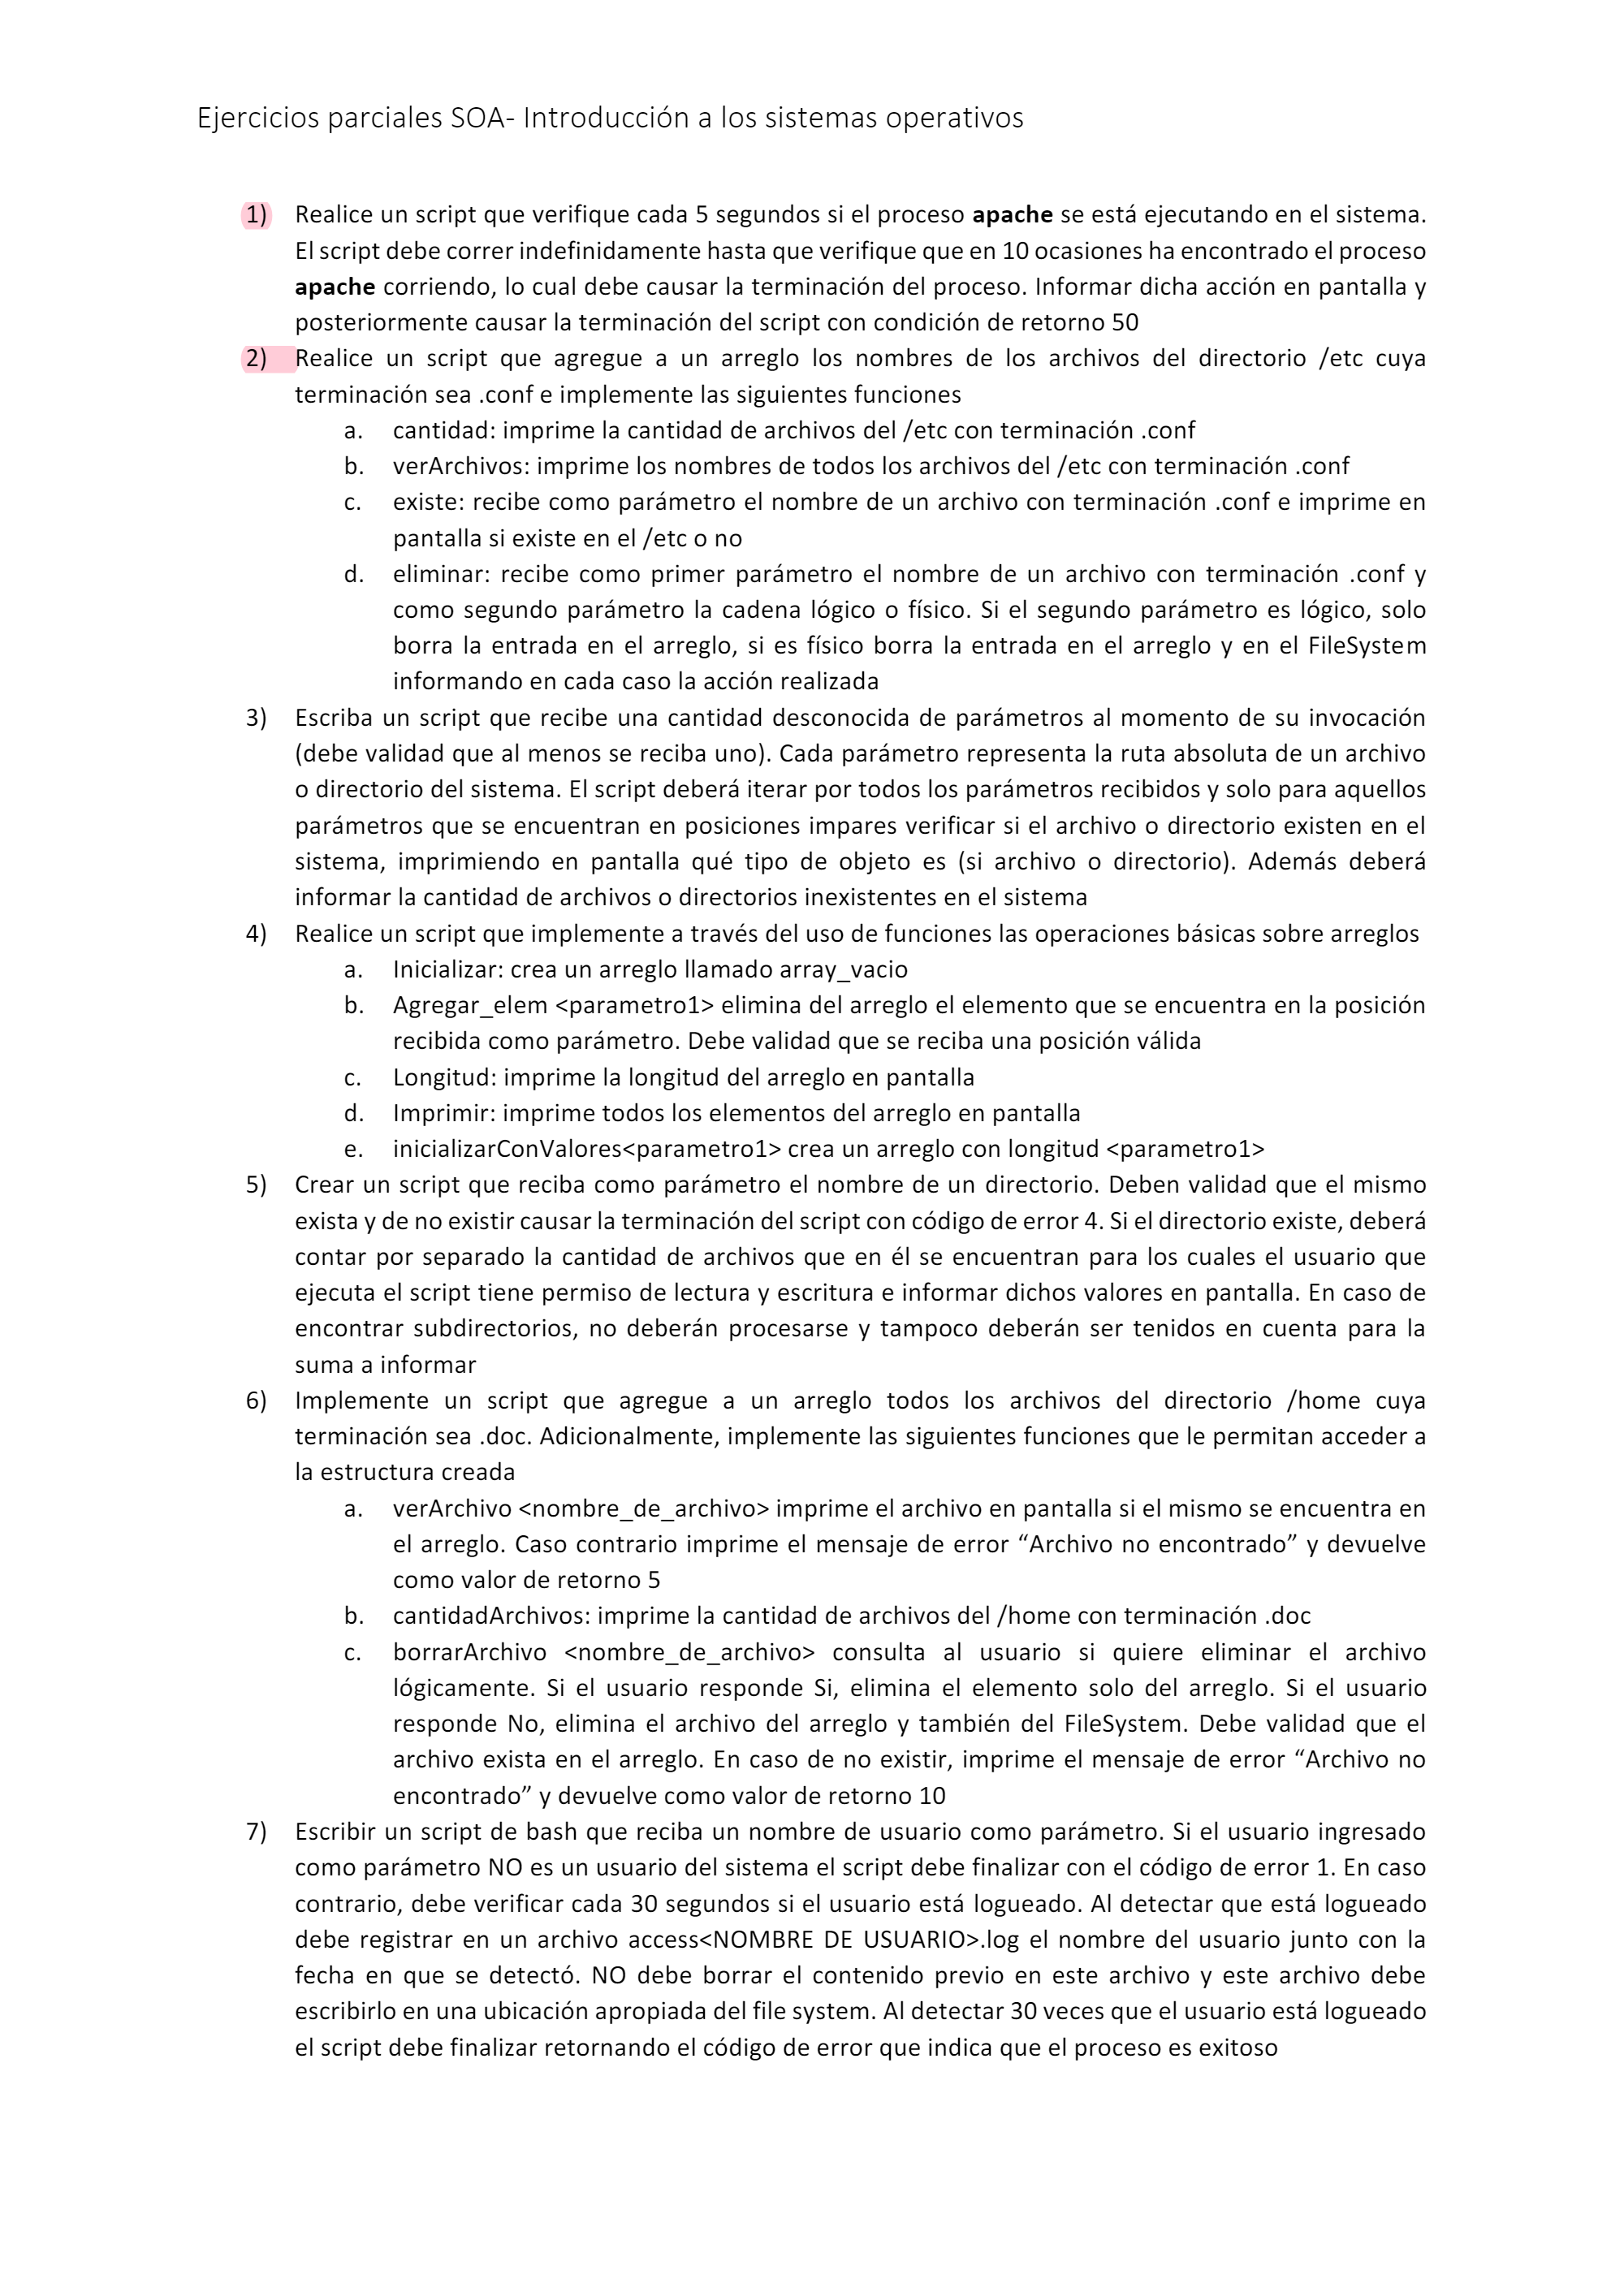 Ejercicios parciales SOA- Introducción a los sistemas operativos
1) Realice un script que verifique cada 5 segundos si el proceso apache se está ejecutando en el sistema.
El script debe correr indefinidamente hasta que verifique que en 10 ocasiones ha encontrado el proceso
apache corriendo, lo cual debe causar la terminación del proceso. Informar dicha acción en pantalla y
posteriormente causar la terminación del script con condición de retorno 50
2) Realice un script que agregue a un arreglo los nombres de los archivos del directorio /etc cuya
terminación sea .conf e implemente las siguientes funciones
a. cantidad: imprime la cantidad de archivos del /etc con terminación .conf
b. verArchivos: imprime los nombres de todos los archivos del /etc con terminación .conf
c. existe: recibe como parámetro el nombre de un archivo con terminación .conf e imprime en
pantalla si existe en el /etc o no
d. eliminar: recibe como primer parámetro el nombre de un archivo con terminación .conf y
como segundo parámetro la cadena lógico o físico. Si el segundo parámetro es lógico, solo
borra la entrada en el arreglo, si es físico borra la entrada en el arreglo y en el FileSystem
informando en cada caso la acción realizada
3) Escriba un script que recibe una cantidad desconocida de parámetros al momento de su invocación
(debe validad que al menos se reciba uno). Cada parámetro representa la ruta absoluta de un archivo
o directorio del sistema. El script deberá iterar por todos los parámetros recibidos y solo para aquellos
parámetros que se encuentran en posiciones impares verificar si el archivo o directorio existen en el
sistema, imprimiendo en pantalla qué tipo de objeto es (si archivo o directorio). Además deberá
informar la cantidad de archivos o directorios inexistentes en el sistema
4) Realice un script que implemente a través del uso de funciones las operaciones básicas sobre arreglos
a. Inicializar: crea un arreglo llamado array_vacio
b. Agregar_elem <parametro1> elimina del arreglo el elemento que se encuentra en la posición
recibida como parámetro. Debe validad que se reciba una posición válida
c. Longitud: imprime la longitud del arreglo en pantalla
d. Imprimir: imprime todos los elementos del arreglo en pantalla
e. inicializarConValores<parametro1> crea un arreglo con longitud <parametro1>
5) Crear un script que reciba como parámetro el nombre de un directorio. Deben validad que el mismo
exista y de no existir causar la terminación del script con código de error 4. Si el directorio existe, deberá
contar por separado la cantidad de archivos que en él se encuentran para los cuales el usuario que
ejecuta el script tiene permiso de lectura y escritura e informar dichos valores en pantalla. En caso de
encontrar subdirectorios, no deberán procesarse y tampoco deberán ser tenidos en cuenta para la
suma a informar
6) Implemente un script que agregue a un arreglo todos los archivos del directorio /home cuya
terminación sea .doc. Adicionalmente, implemente las siguientes funciones que le permitan acceder a
la estructura creada
a. verArchivo <nombre_de_archivo> imprime el archivo en pantalla si el mismo se encuentra en
el arreglo. Caso contrario imprime el mensaje de error “Archivo no encontrado” y devuelve
como valor de retorno 5
b. cantidadArchivos: imprime la cantidad de archivos del /home con terminación .doc
c. borrarArchivo <nombre_de_archivo> consulta al usuario si quiere eliminar el archivo
lógicamente. Si el usuario responde Si, elimina el elemento solo del arreglo. Si el usuario
responde No, elimina el archivo del arreglo y también del FileSystem. Debe validad que el
archivo exista en el arreglo. En caso de no existir, imprime el mensaje de error “Archivo no
encontrado” y devuelve como valor de retorno 10
7) Escribir un script de bash que reciba un nombre de usuario como parámetro. Si el usuario ingresado
como parámetro NO es un usuario del sistema el script debe finalizar con el código de error 1. En caso
contrario, debe verificar cada 30 segundos si el usuario está logueado. Al detectar que está logueado
debe registrar en un archivo access<NOMBRE DE USUARIO>.log el nombre del usuario junto con la
fecha en que se detectó. NO debe borrar el contenido previo en este archivo y este archivo debe
escribirlo en una ubicación apropiada del file system. Al detectar 30 veces que el usuario está logueado
el script debe finalizar retornando el código de error que indica que el proceso es exitoso